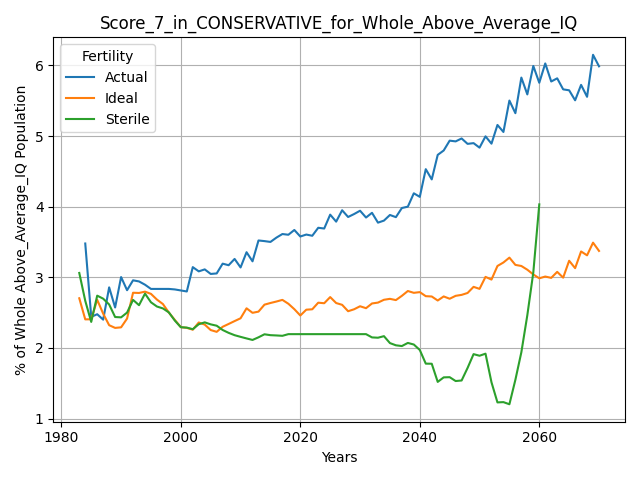 Score_7_in_CONSERVATIVE_for_Whole_Above_Average_IQ
Fertility
Actual
Ideal
Sterile
% of Whole Above_Average_IQ Population
6
5
4
3
2
1
1980
2000
2020
2040
2060
Years